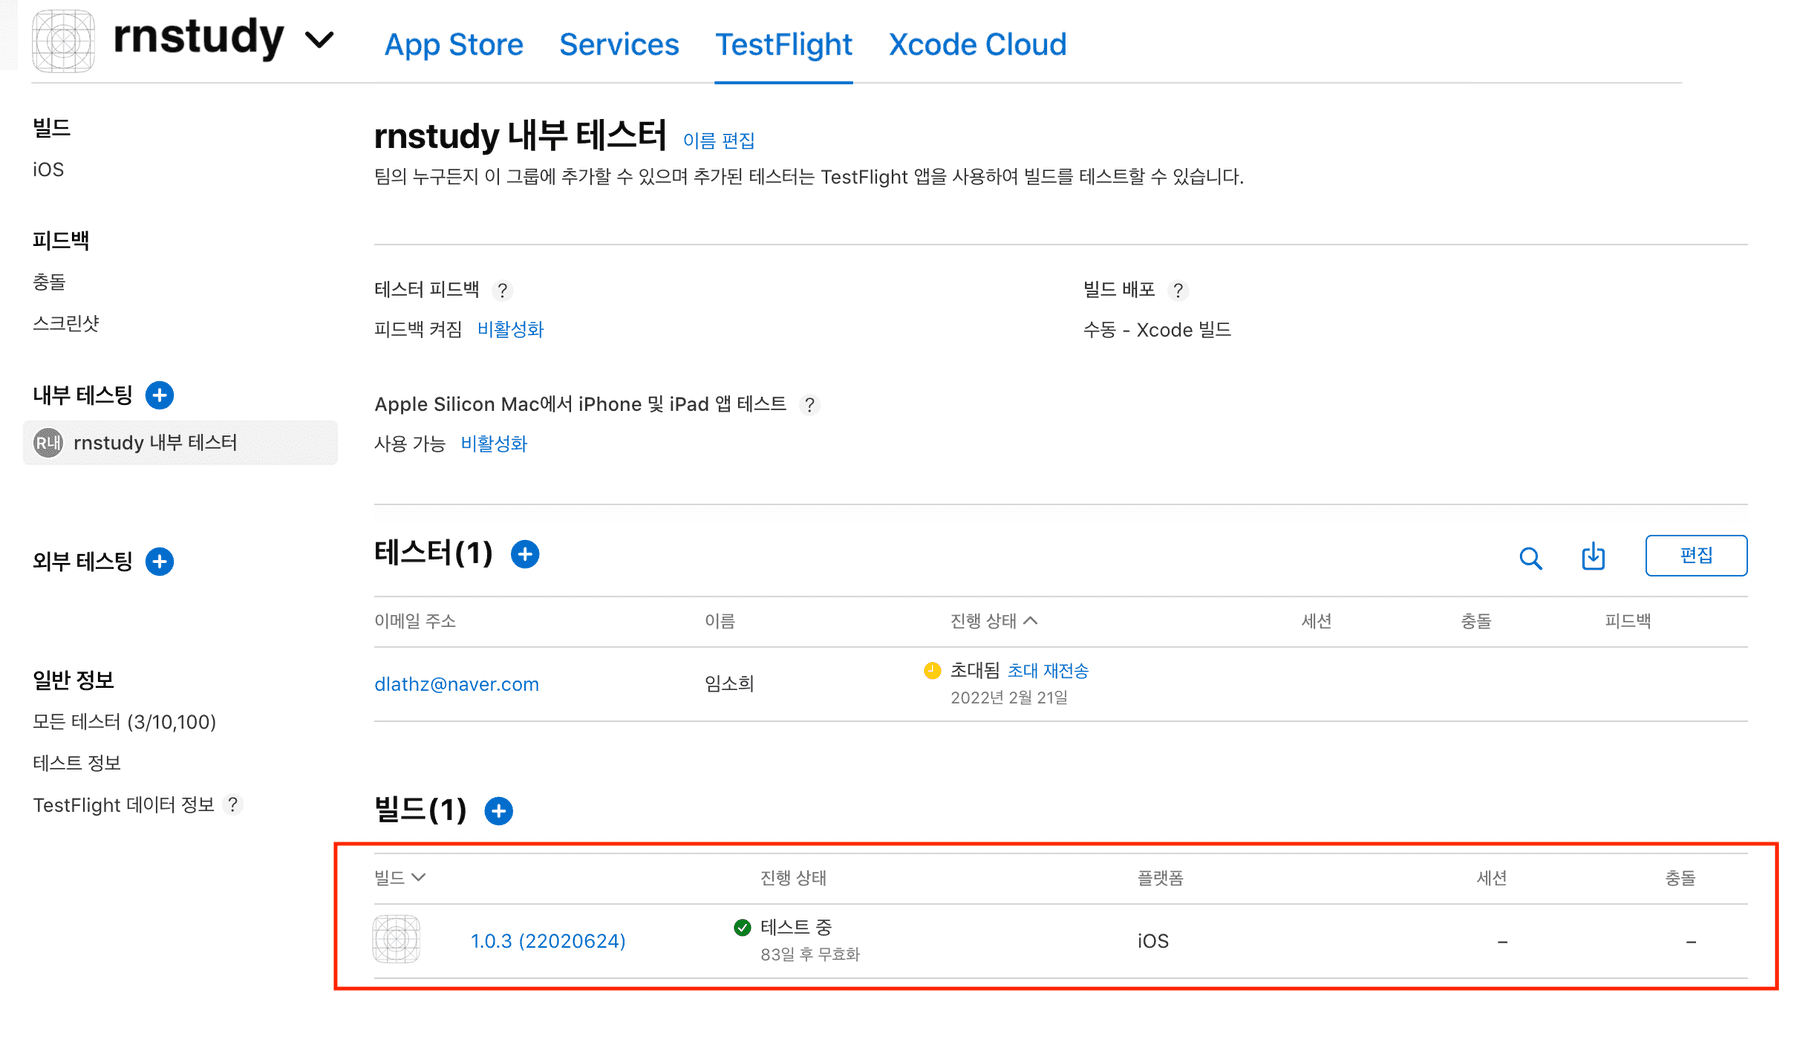 rnstudy
App Store Services TestFlight Xcode Cloud
빌드
iOS
피드백
충돌
스크린샷
내부 테스팅
R내 rnstudy 내부 테스터
외부 테스팅
일반 정보
모든 테스터 (3/10,100)
테스트 정보
TestFlight 데이터 정보 ?
rnstudy 내부 테스터 이름 편집
팀의 누구든지 이 그룹에 추가할 수 있으며 추가된 테스터는 TestFlight 앱을 사용하여 빌드를 테스트할 수 있습니다.
테스터 피드백 ?
피드백 켜짐 비활성화
빌드 배포 ?
수동 - Xcode 빌드
Apple Silicon Mac에서 iPhone 및 iPad 앱 테스트 ?
사용 가능 비활성화
테스터(1)
편집
이메일 주소 이름 진행 상태 세션 충돌 피드백
dlathz@naver.com 임소희 초대됨 초대 재전송
2022년 2월 21일
빌드(1)
빌드 진행 상태 플랫폼 세션 충돌
1.0.3 (22020624) 테스트 중 iOS – –
83일 후 무효화